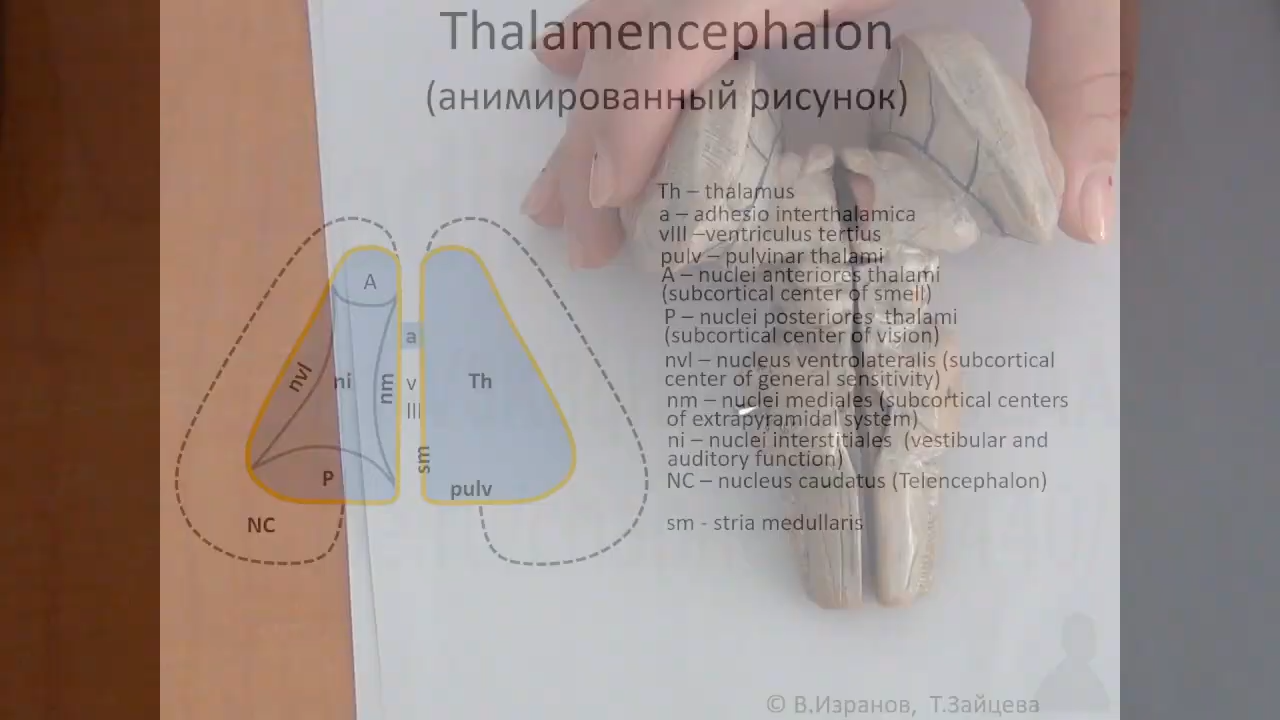 Thalamencephalon
(анимированный рисунок)
Th – thalamus
a – adhesio interthalamica
vIII –ventriculus tertius
pulv – pulvinar thalami
A – nuclei anteriores thalami
(subcortical center of smell)
P – nuclei posteriores thalami
(subcortical center of vision)
nvl – nucleus ventrolateralis (subcortical
center of general sensitivity)
nm – nuclei mediales (subcortical centers
of extrapyramidal system)
ni – nuclei interstitiales (vestibular and
auditory function)
NC – nucleus caudatus (Telencephalon)
sm - stria medullaris
A
a
nvl
ni
nm
v
III
Th
sm
P
pulv
NC
© В.Изранов, Т.Зайцева